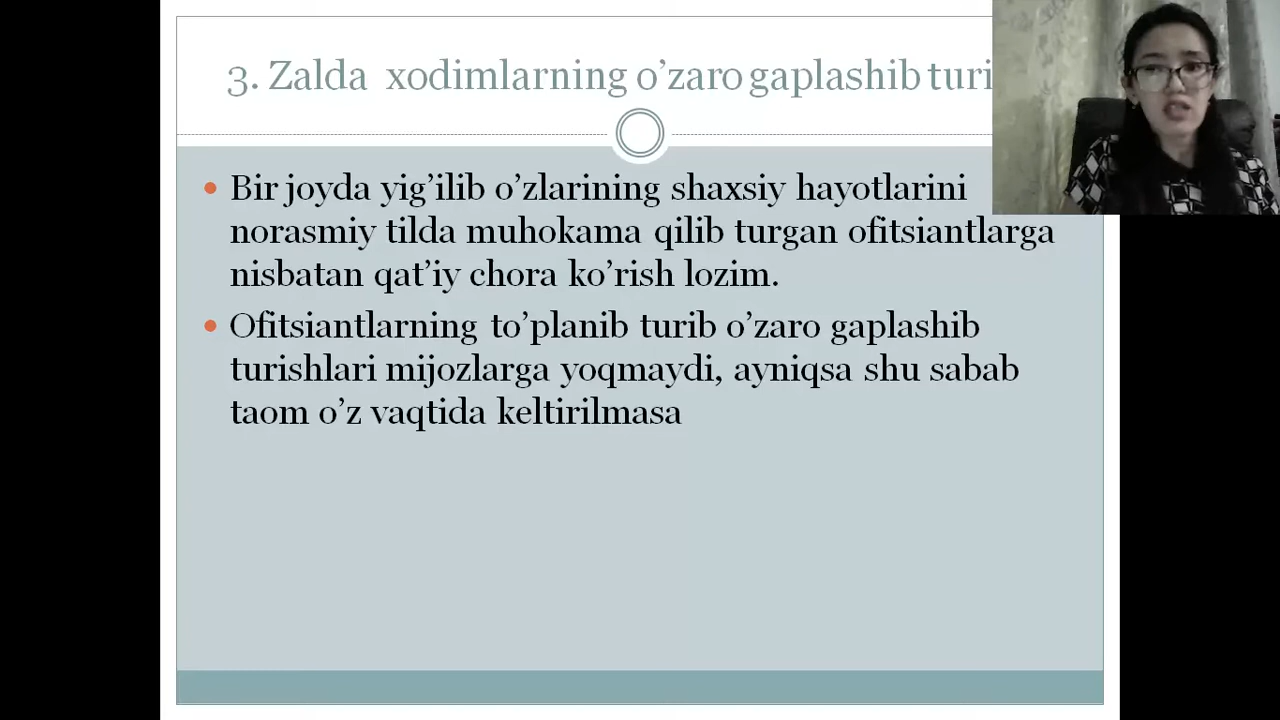 3. Zalda xodimlarning o’zaro gaplashib turi
• Bir joyda yig’ilib o’zlarining shaxsiy hayotlarini
norasmiy tilda muhokama qilib turgan ofitsiantlarga
nisbatan qat’iy chora ko’rish lozim.
• Ofitsiantlarning to’planib turib o’zaro gaplashib
turishlari mijozlarga yoqmaydi, ayniqsa shu sabab
taom o’z vaqtida keltirilmasa